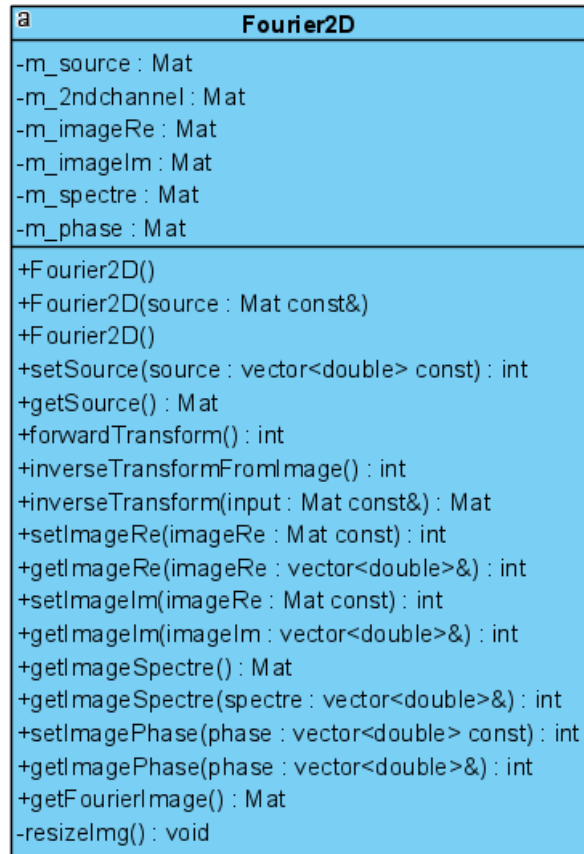 a
Fourier2D
-m_source : Mat
-m_2ndchannel : Mat
-m_imageRe : Mat
-m_imageIm : Mat
-m_spectre : Mat
-m_phase : Mat
+Fourier2D()
+Fourier2D(source : Mat const&)
+Fourier2D()
+setSource(source : vector<double> const) : int
+getSource() : Mat
+forwardTransform() : int
+inverseTransformFromImage() : int
+inverseTransform(input : Mat const&) : Mat
+setImageRe(imageRe : Mat const) : int
+getImageRe(imageRe : vector<double>&) : int
+setImageIm(imageRe : Mat const) : int
+getImageIm(imageIm : vector<double>&) : int
+getImageSpectre() : Mat
+getImageSpectre(spectre : vector<double>&) : int
+setImagePhase(phase : vector<double> const) : int
+getImagePhase(phase : vector<double>&) : int
+getFourierImage() : Mat
-resizeImg() : void